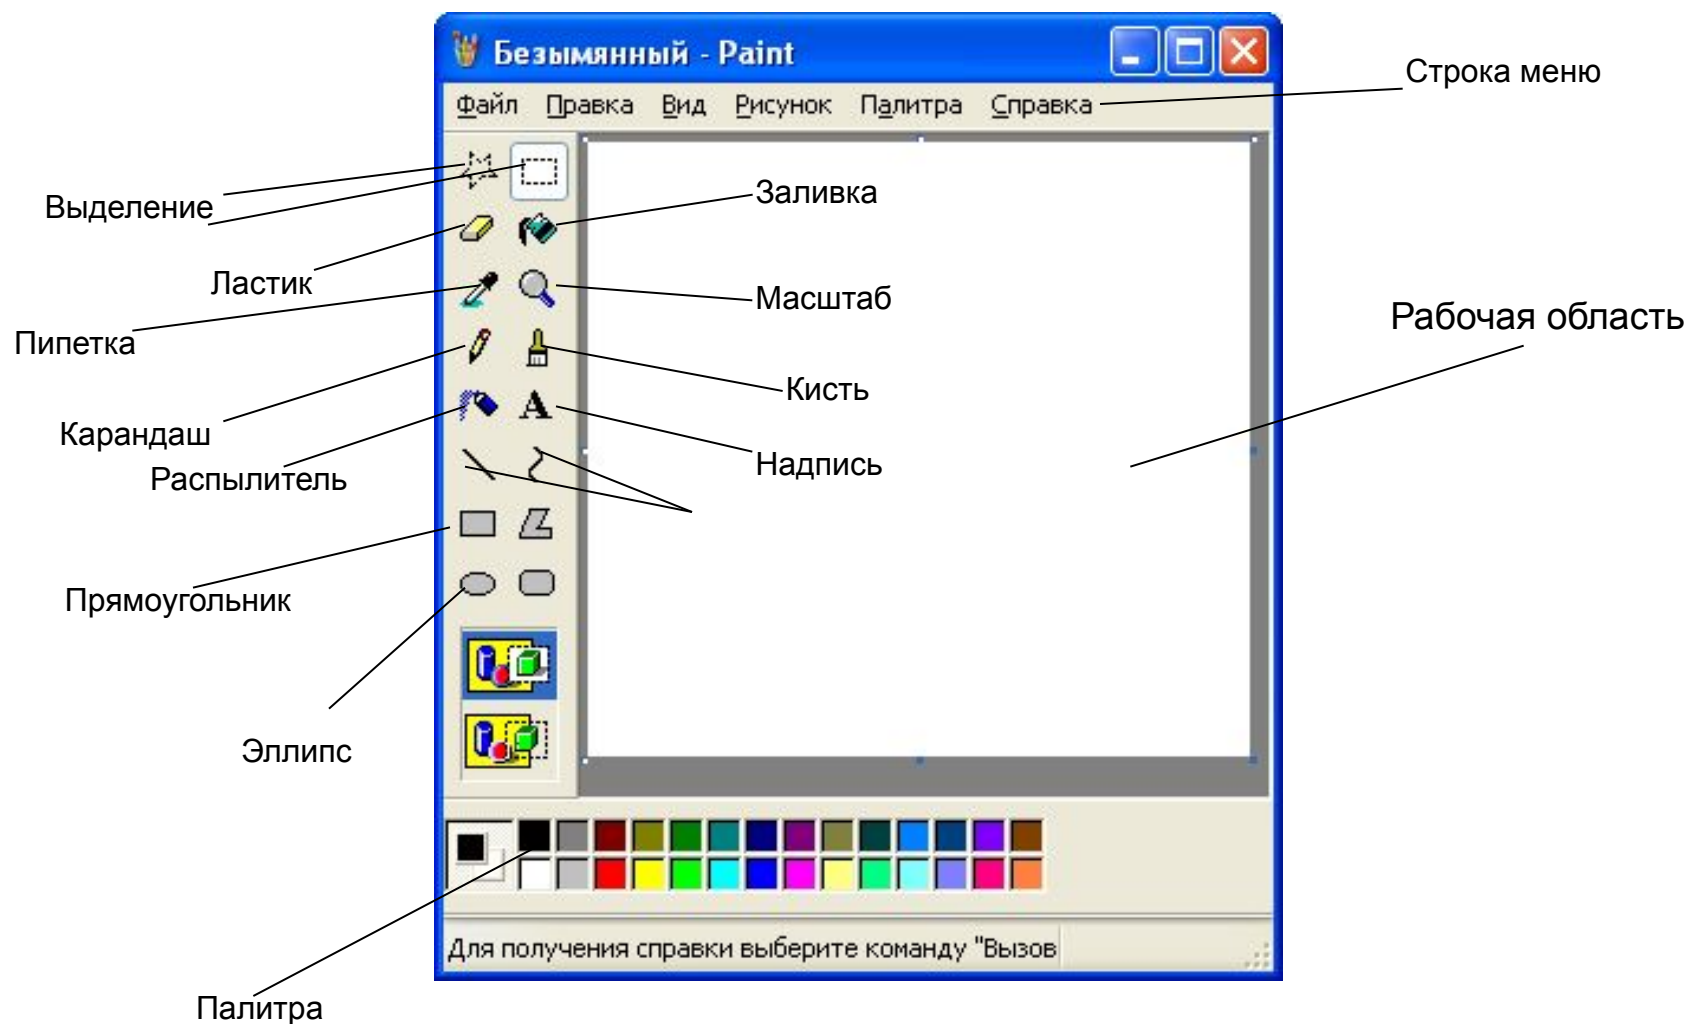 Безымянный - Paint
Строка меню
Файл Правка Вид Рисунок Палитра Справка
Выделение
Заливка
Ластик
Масштаб
Рабочая область
Пипетка
Кисть
Карандаш
A
Надпись
Распылитель
Прямоугольник
Эллипс
Для получения справки выберите команду "Вызов
Палитра